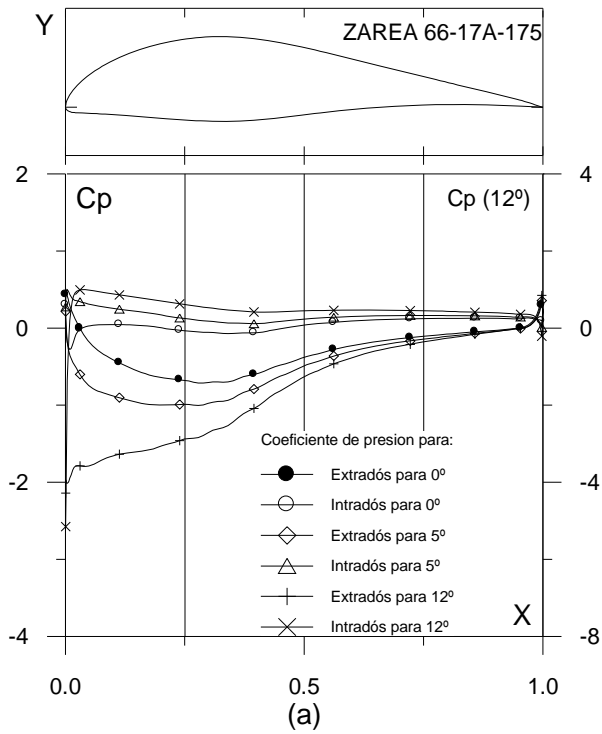 Y
ZAREA 66-17A-175
2
4
Cp
Cp (12º)
0
0
Coeficiente de presion para:
Extradós para 0º
Intradós para 0º
-2
-4
Extradós para 5º
Intradós para 5º
Extradós para 12º
Intradós para 12º
X
-4
-8
0.0
0.5
1.0
(a)